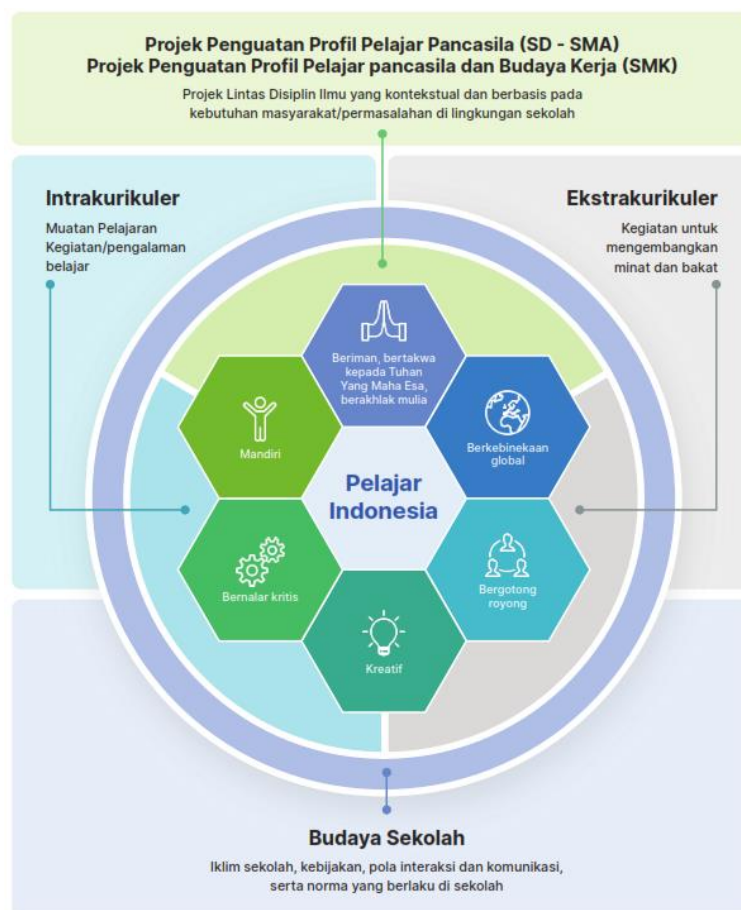 Projek Penguatan Profil Pelajar Pancasila (SD - SMA)
Projek Penguatan Profil Pelajar pancasila dan Budaya Kerja (SMK)
Projek Lintas Disiplin Ilmu yang kontekstual dan berbasis pada
kebutuhan masyarakat/permasalahan di lingkungan sekolah
Intrakurikuler
Muatan Pelajaran
Kegiatan/pengalaman
belajar
Ekstrakurikuler
Kegiatan untuk
mengembangkan
minat dan bakat
Beriman, bertakwa
kepada Tuhan
Yang Maha Esa,
berakhlak mulia
Mandiri
Berkebinekaan
global
Pelajar
Indonesia
Bernalar kritis
Bergotong
royong
Kreatif
Budaya Sekolah
Iklim sekolah, kebijakan, pola interaksi dan komunikasi,
serta norma yang berlaku di sekolah